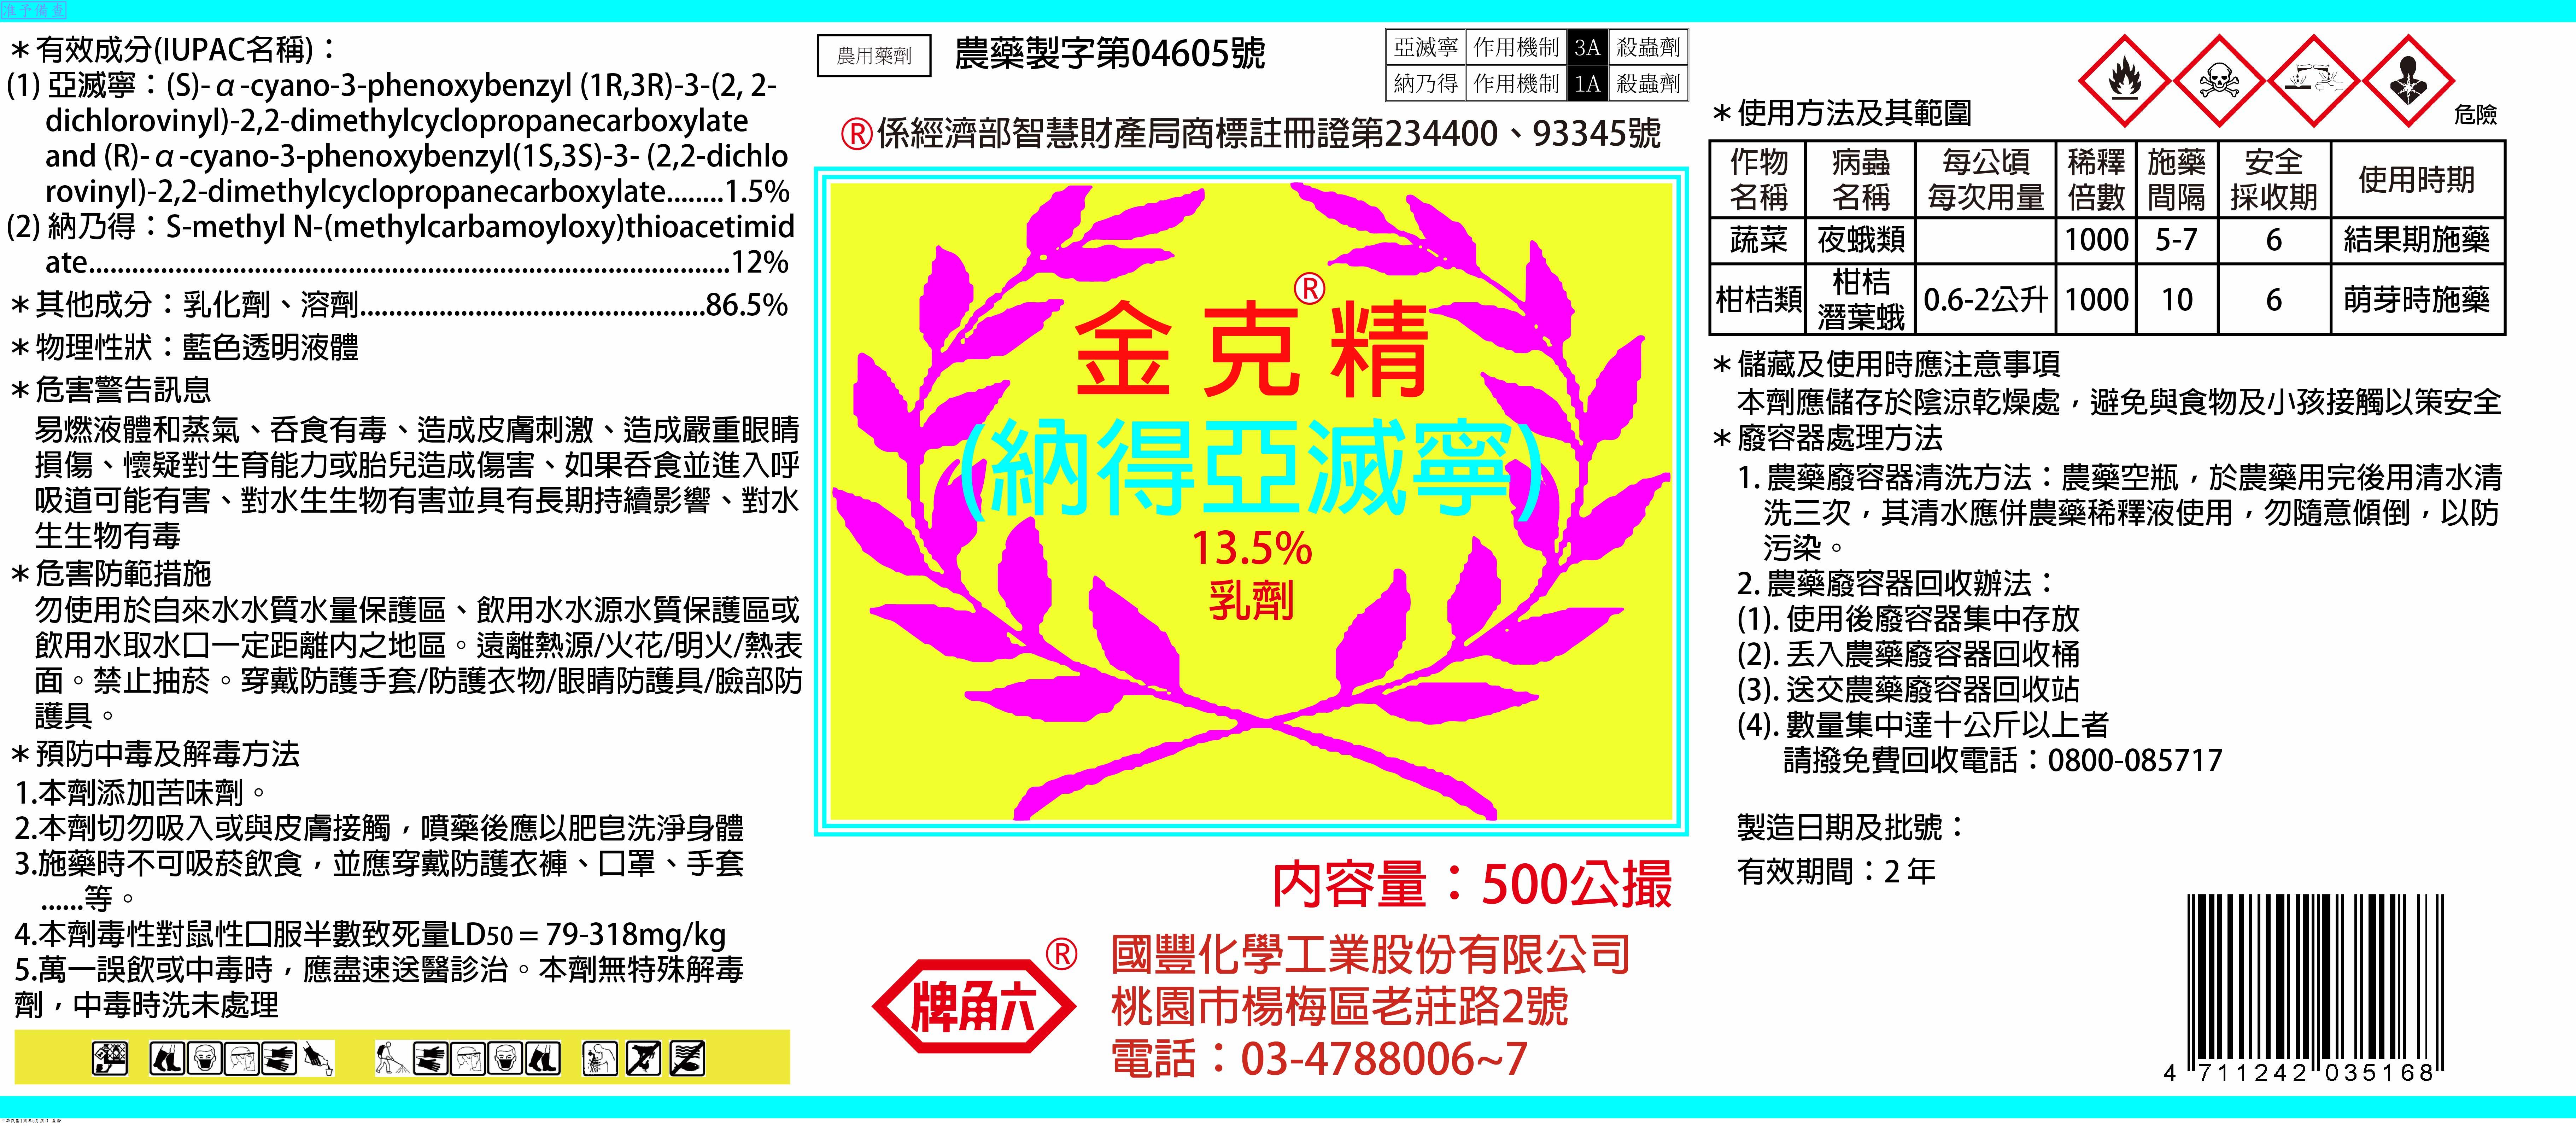 准予備查
＊有效成分(IUPAC名稱)：
(1) 亞滅寧：(S)-α-cyano-3-phenoxybenzyl (1R,3R)-3-(2, 2-
dichlorovinyl)-2,2-dimethylcyclopropanecarboxylate
and (R)-α-cyano-3-phenoxybenzyl(1S,3S)-3- (2,2-dichlo
rovinyl)-2,2-dimethylcyclopropanecarboxylate........1.5%
(2) 納乃得：S-methyl N-(methylcarbamoyloxy)thioacetimid
ate.........................................................................................12%
＊其他成分：乳化劑、溶劑................................................86.5%
＊物理性狀：藍色透明液體
＊危害警告訊息
易燃液體和蒸氣、吞食有毒、造成皮膚刺激、造成嚴重眼睛
損傷、懷疑對生育能力或胎兒造成傷害、如果吞食並進入呼
吸道可能有害、對水生生物有害並具有長期持續影響、對水
生生物有毒
＊危害防範措施
勿使用於自來水水質水量保護區、飲用水水源水質保護區或
飲用水取水口一定距離内之地區。遠離熱源/火花/明火/熱表
面。禁止抽菸。穿戴防護手套/防護衣物/眼睛防護具/臉部防
護具。
＊預防中毒及解毒方法
1.本劑添加苦味劑。
2.本劑切勿吸入或與皮膚接觸，噴藥後應以肥皂洗淨身體
3.施藥時不可吸菸飲食，並應穿戴防護衣褲、口罩、手套
......等。
4.本劑毒性對鼠性口服半數致死量LD50＝79-318mg/kg
5.萬一誤飲或中毒時，應盡速送醫診治。本劑無特殊解毒
劑，中毒時洗未處理
農用藥劑
農藥製字第04605號
亞滅寧 作用機制 3A 殺蟲劑
納乃得 作用機制 1A 殺蟲劑
®係經濟部智慧財產局商標註冊證第234400、93345號
金克®精
(納得亞滅寧)
13.5%
乳劑
内容量：500公撮
牌角六®
國豐化學工業股份有限公司
桃園市楊梅區老莊路2號
電話：03-4788006~7
危險
＊使用方法及其範圍
作物名稱 病蟲名稱 每公頃每次用量 稀釋倍數 施藥間隔 安全採收期 使用時期
蔬菜 夜蛾類 1000 5-7 6 結果期施藥
柑桔類 柑桔潛葉蛾 0.6-2公升 1000 10 6 萌芽時施藥
＊儲藏及使用時應注意事項
本劑應儲存於陰涼乾燥處，避免與食物及小孩接觸以策安全
＊廢容器處理方法
1. 農藥廢容器清洗方法：農藥空瓶，於農藥用完後用清水清
洗三次，其清水應併農藥稀釋液使用，勿隨意傾倒，以防
污染。
2. 農藥廢容器回收辦法：
(1). 使用後廢容器集中存放
(2). 丟入農藥廢容器回收桶
(3). 送交農藥廢容器回收站
(4). 數量集中達十公斤以上者
請撥免費回收電話：0800-085717
製造日期及批號：
有效期間：2 年
4 711242 035168